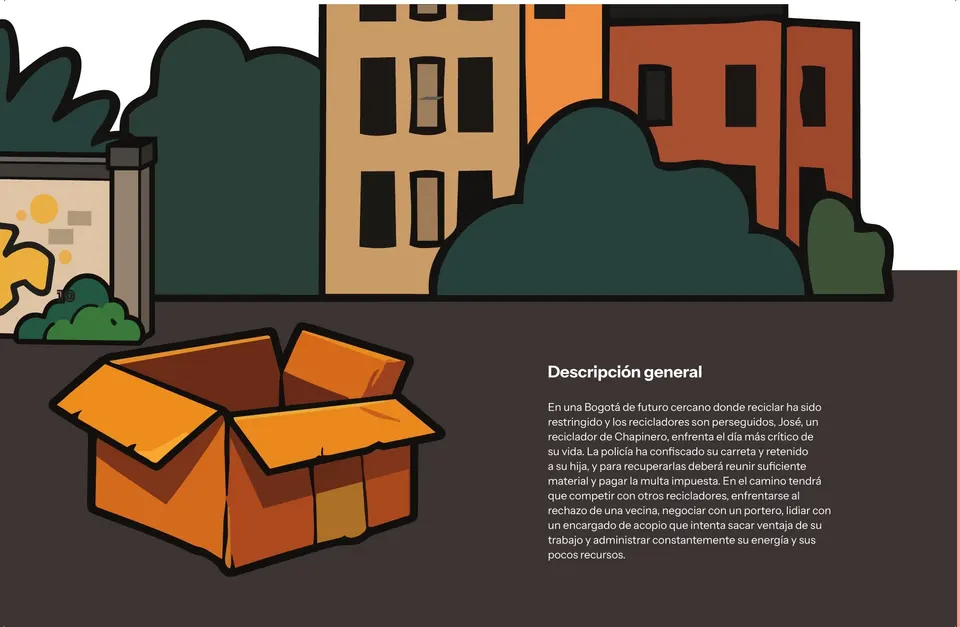 Descripción general
En una Bogotá de futuro cercano donde reciclar ha sido
restringido y los recicladores son perseguidos, José, un
reciclador de Chapinero, enfrenta el día más crítico de
su vida. La policía ha confiscado su carreta y retenido
a su hija, y para recuperarlas deberá reunir suficiente
material y pagar la multa impuesta. En el camino tendrá
que competir con otros recicladores, enfrentarse al
rechazo de una vecina, negociar con un portero, lidiar con
un encargado de acopio que intenta sacar ventaja de su
trabajo y administrar constantemente su energía y sus
pocos recursos.